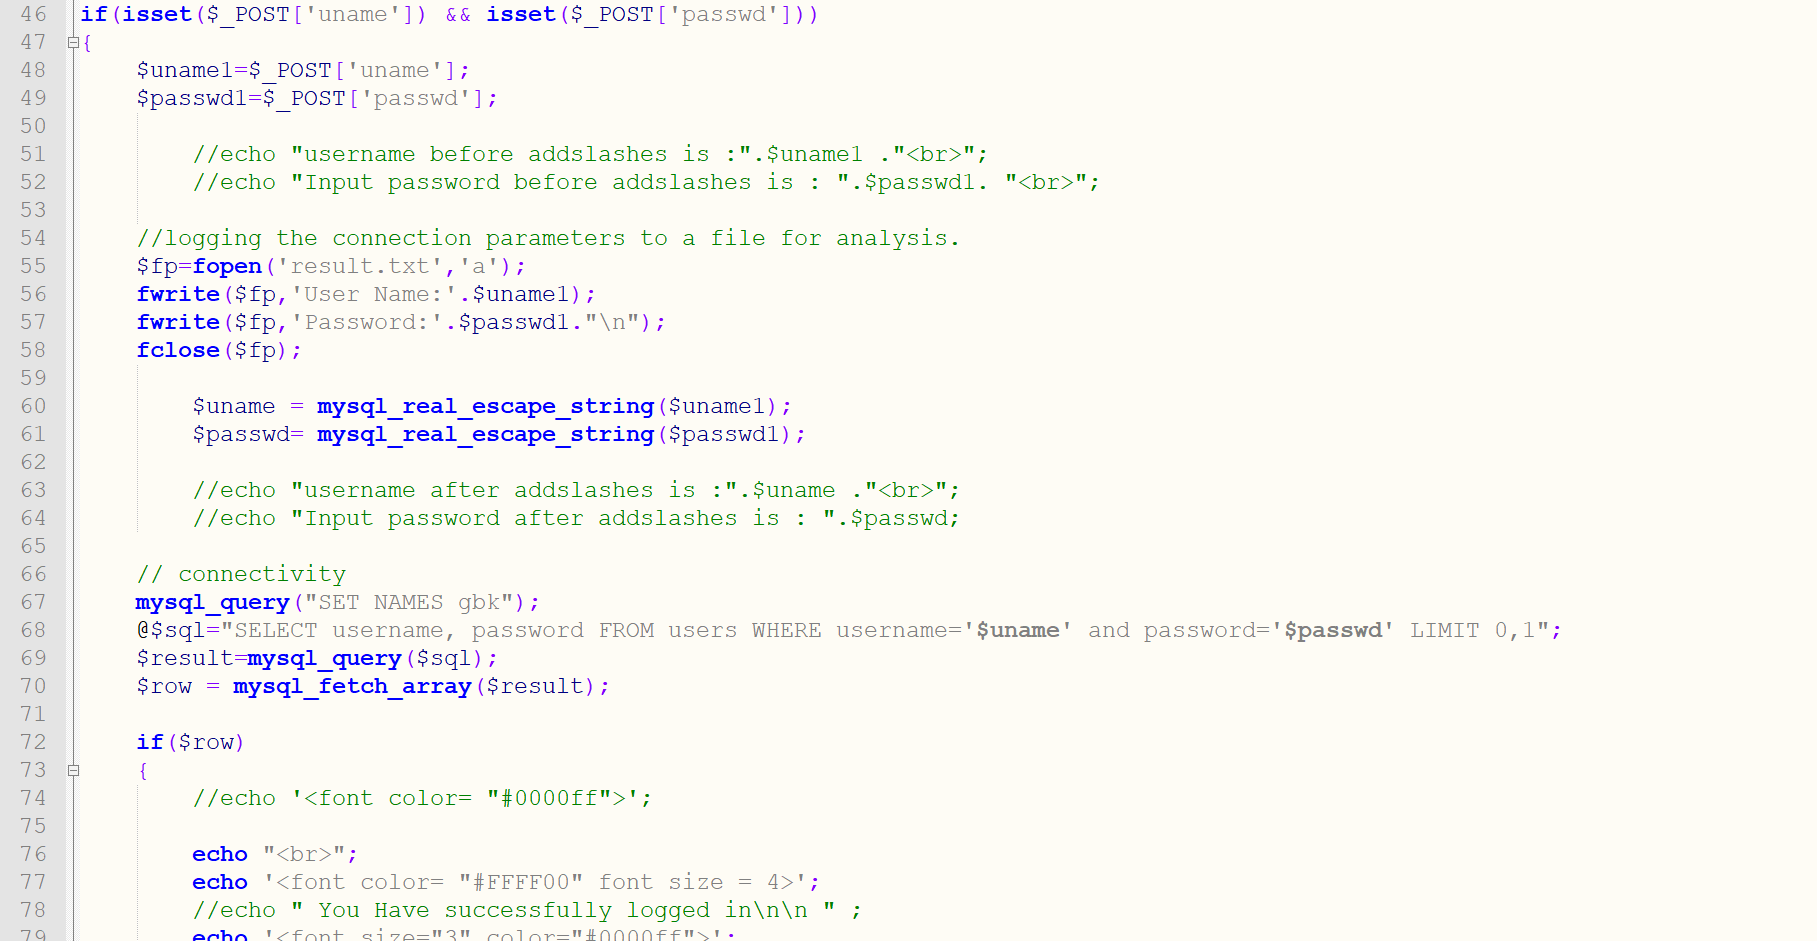 46 if(isset($_POST['uname']) && isset($_POST['passwd']))
47 {
48 $uname1=$_POST['uname'];
49 $passwd1=$_POST['passwd'];
50
51 //echo "username before addslashes is :".$uname1 ."<br>";
52 //echo "Input password before addslashes is : ".$passwd1. "<br>";
53
54 //logging the connection parameters to a file for analysis.
55 $fp=fopen('result.txt','a');
56 fwrite($fp,'User Name:'.$uname1);
57 fwrite($fp,'Password:'.$passwd1."\n");
58 fclose($fp);
59
60 $uname = mysql_real_escape_string($uname1);
61 $passwd= mysql_real_escape_string($passwd1);
62
63 //echo "username after addslashes is :".$uname ."<br>";
64 //echo "Input password after addslashes is : ".$passwd;
65
66 // connectivity
67 mysql_query("SET NAMES gbk");
68 @$sql="SELECT username, password FROM users WHERE username='$uname' and password='$passwd' LIMIT 0,1";
69 $result=mysql_query($sql);
70 $row = mysql_fetch_array($result);
71
72 if($row)
73 {
74 //echo '<font color= "#0000ff">';
75
76 echo "<br>";
77 echo '<font color= "#FFFF00" font size = 4>';
78 //echo " You Have successfully logged in\n\n " ;
79 echo '<font size="3" color="#0000ff">';